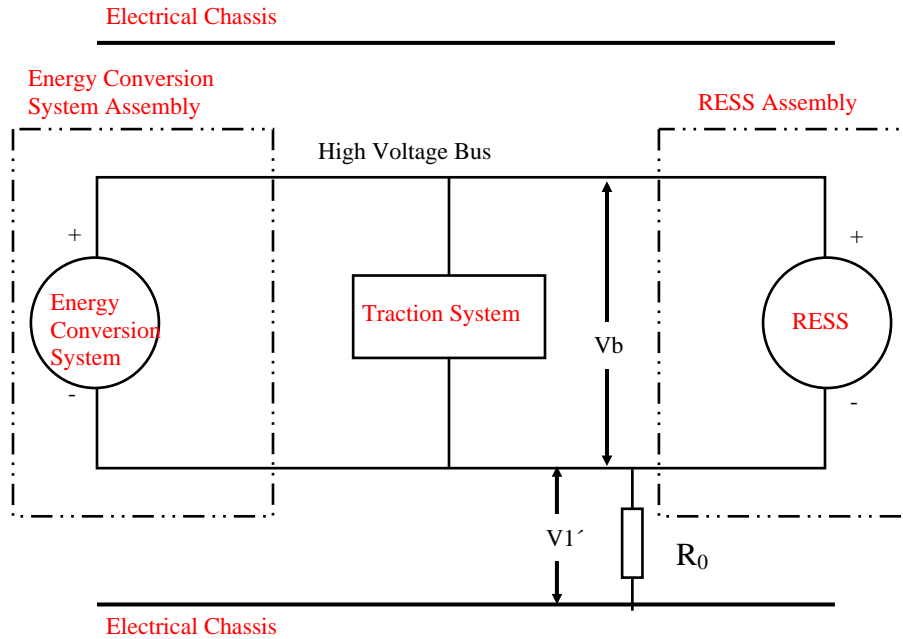 Electrical Chassis
Energy Conversion
System Assembly
RESS Assembly
High Voltage Bus
+
+
Energy
Conversion
System
Traction System
RESS
Vb
-
-
V1´
R₀
Electrical Chassis